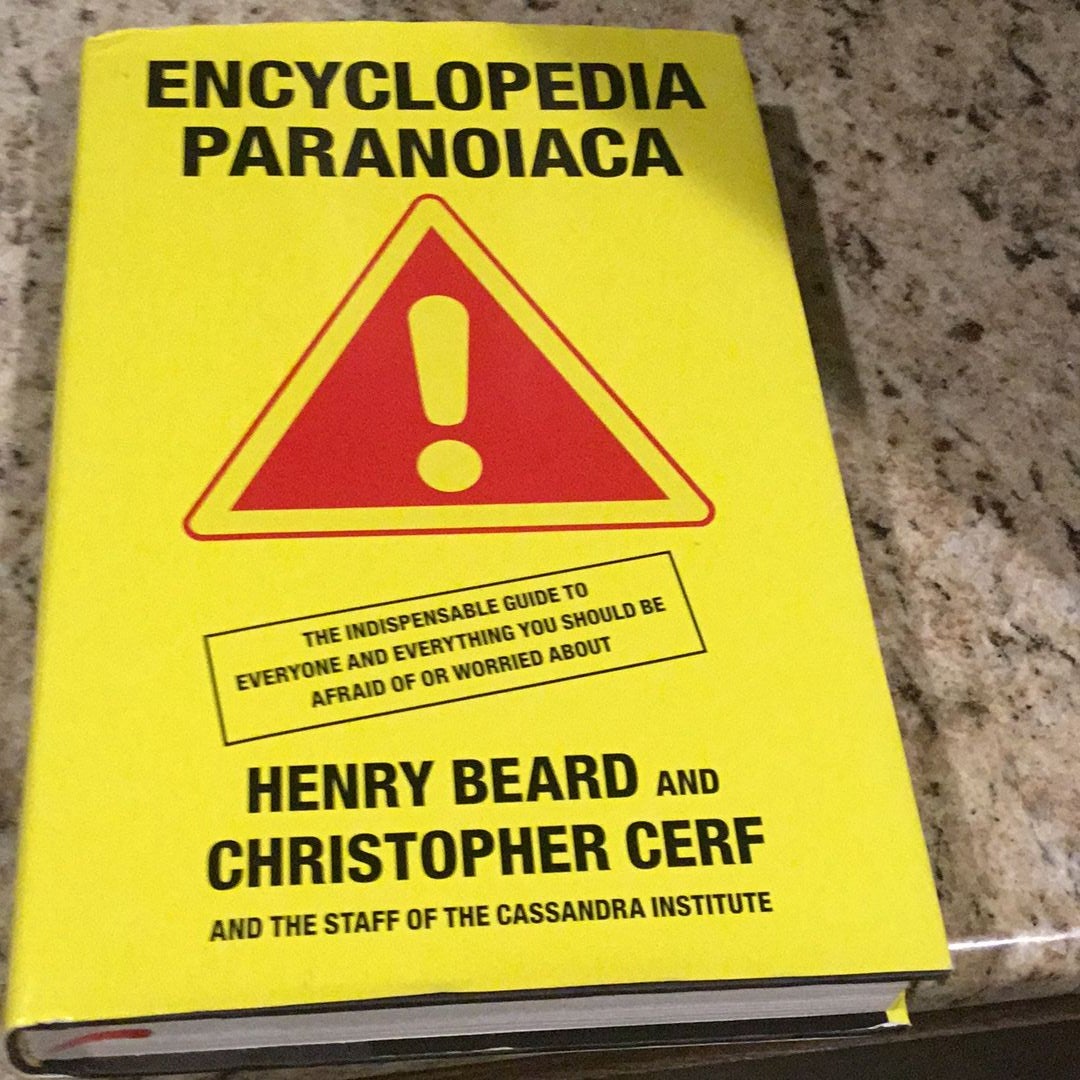 ENCYCLOPEDIA
PARANOIACA
!
THE INDISPENSABLE GUIDE TO
EVERYONE AND EVERYTHING YOU SHOULD BE
AFRAID OF OR WORRIED ABOUT
HENRY BEARD AND
CHRISTOPHER CERF
AND THE STAFF OF THE CASSANDRA INSTITUTE